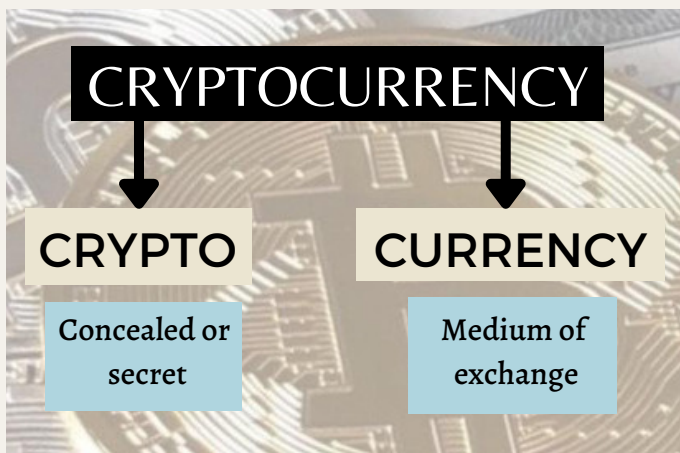 CRYPTOCURRENCY
CRYPTO
CURRENCY
Concealed or
secret
Medium of
exchange